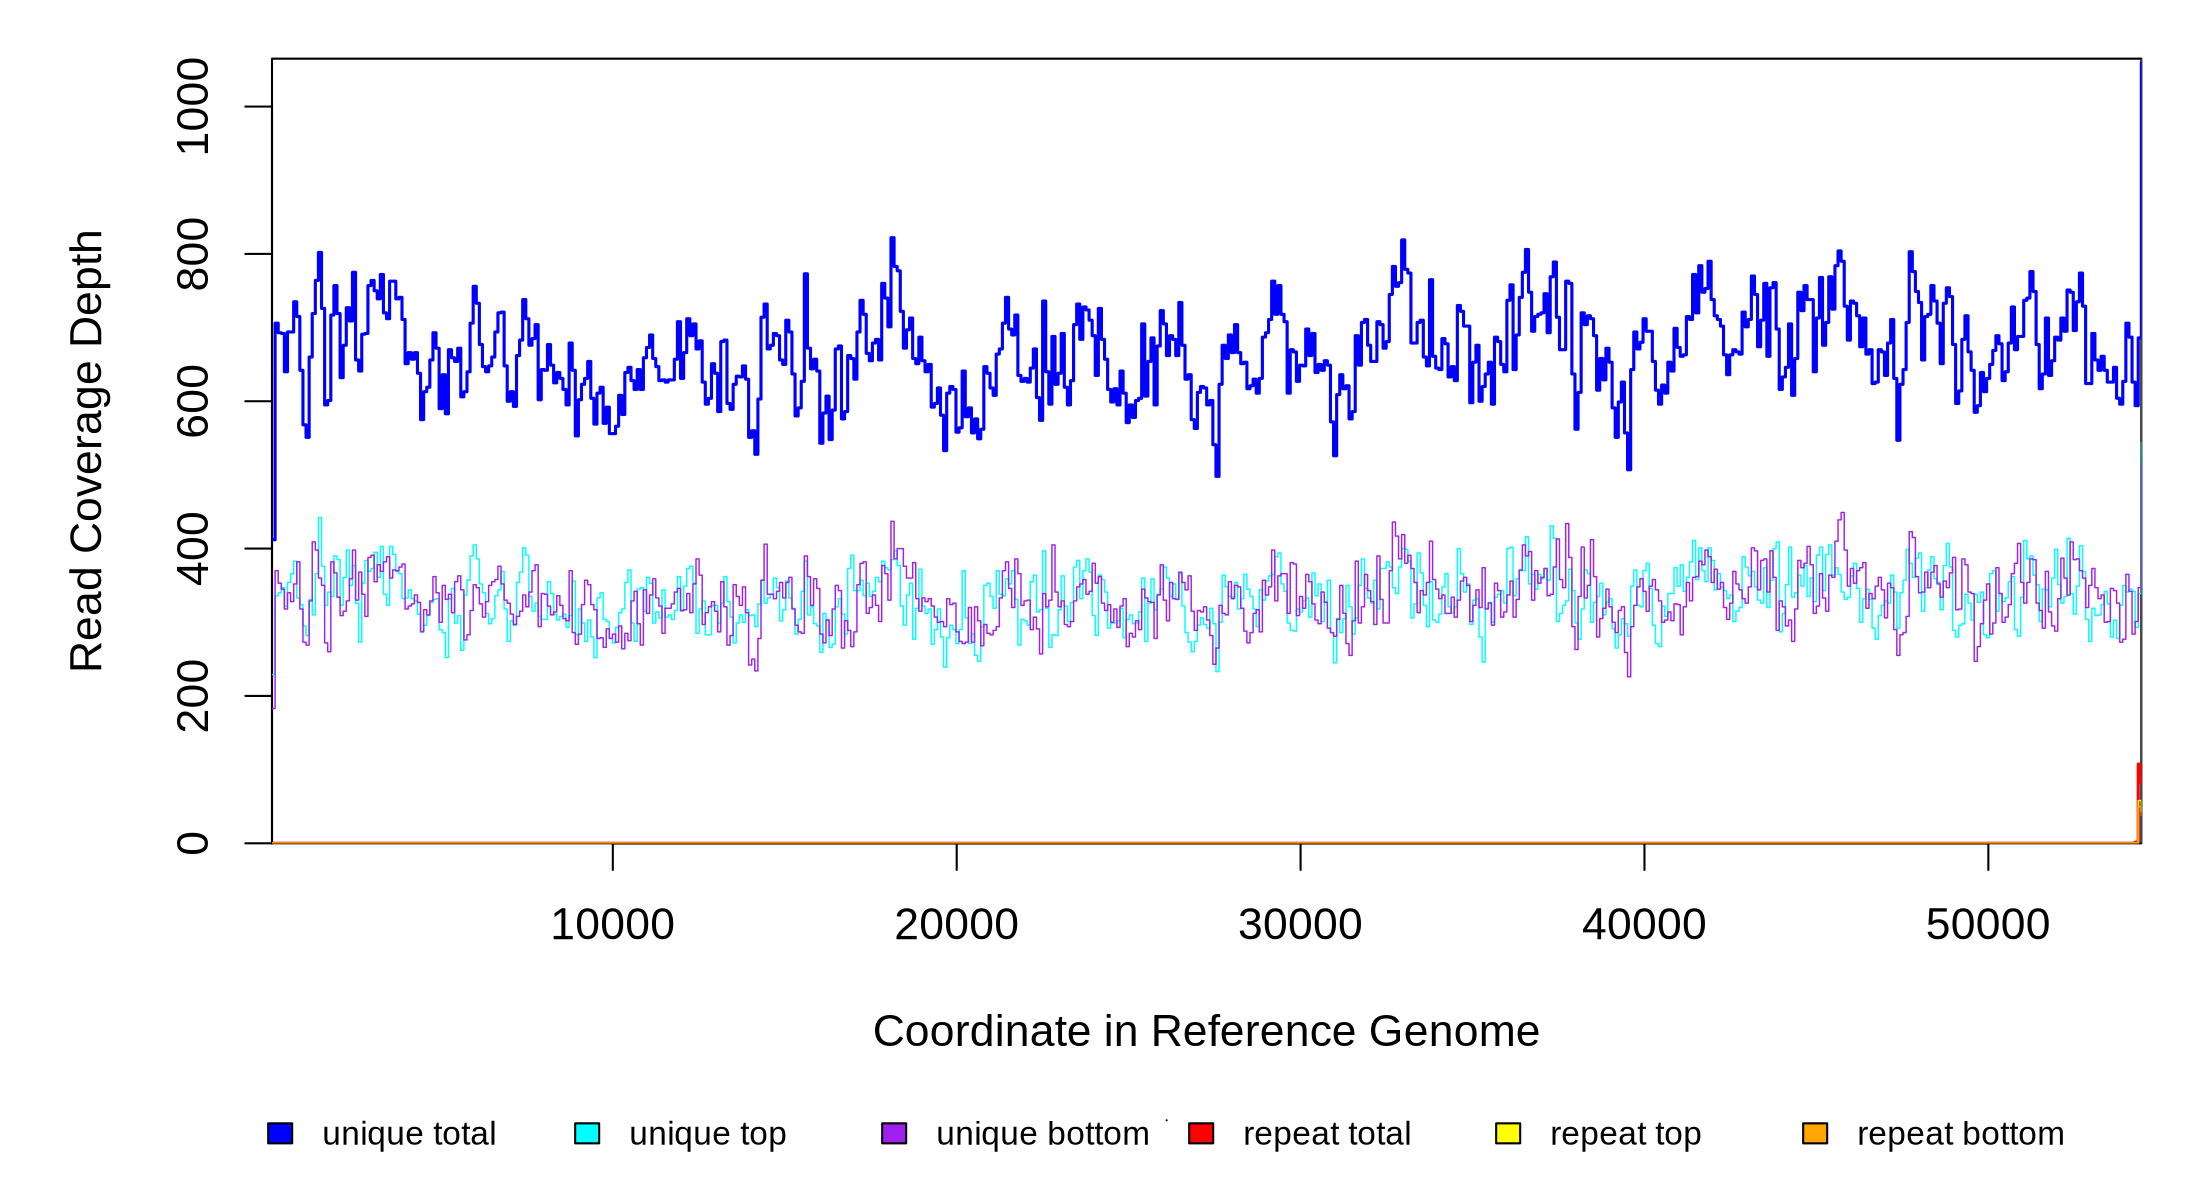 1000
800
600
400
200
0
Read Coverage Depth
10000 20000 30000 40000 50000
Coordinate in Reference Genome
unique total unique top unique bottom repeat total repeat top repeat bottom